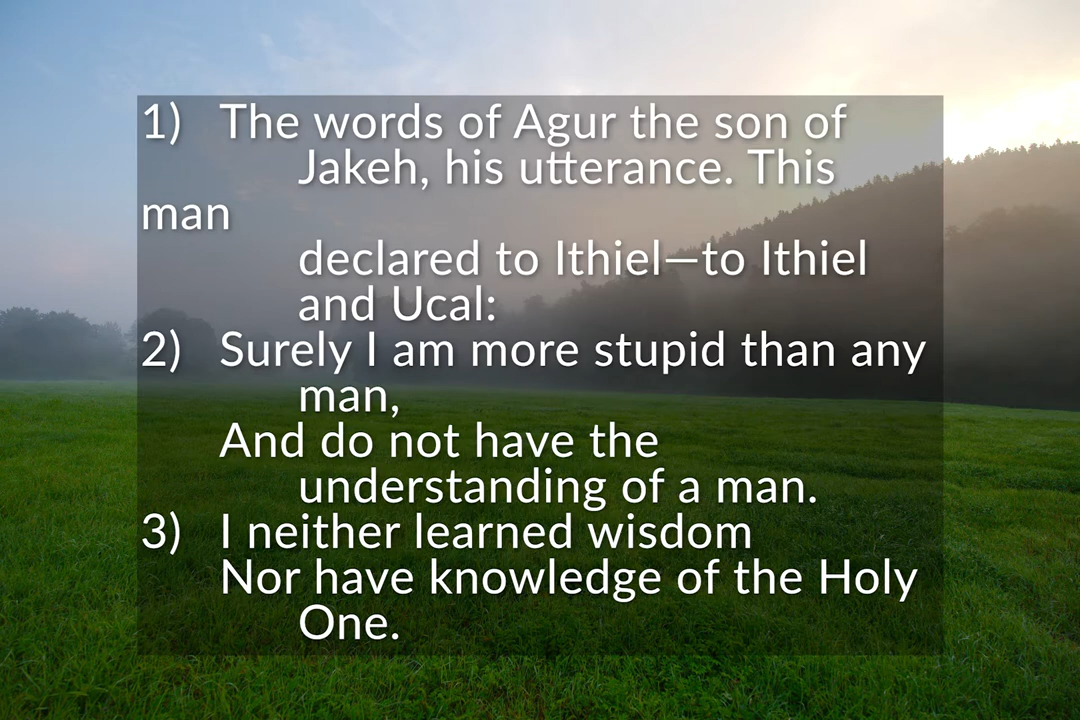 1) The words of Agur the son of
Jakeh, his utterance. This
man
declared to Ithiel—to Ithiel
and Ucal:
2) Surely I am more stupid than any
man,
And do not have the
understanding of a man.
3) I neither learned wisdom
Nor have knowledge of the Holy
One.